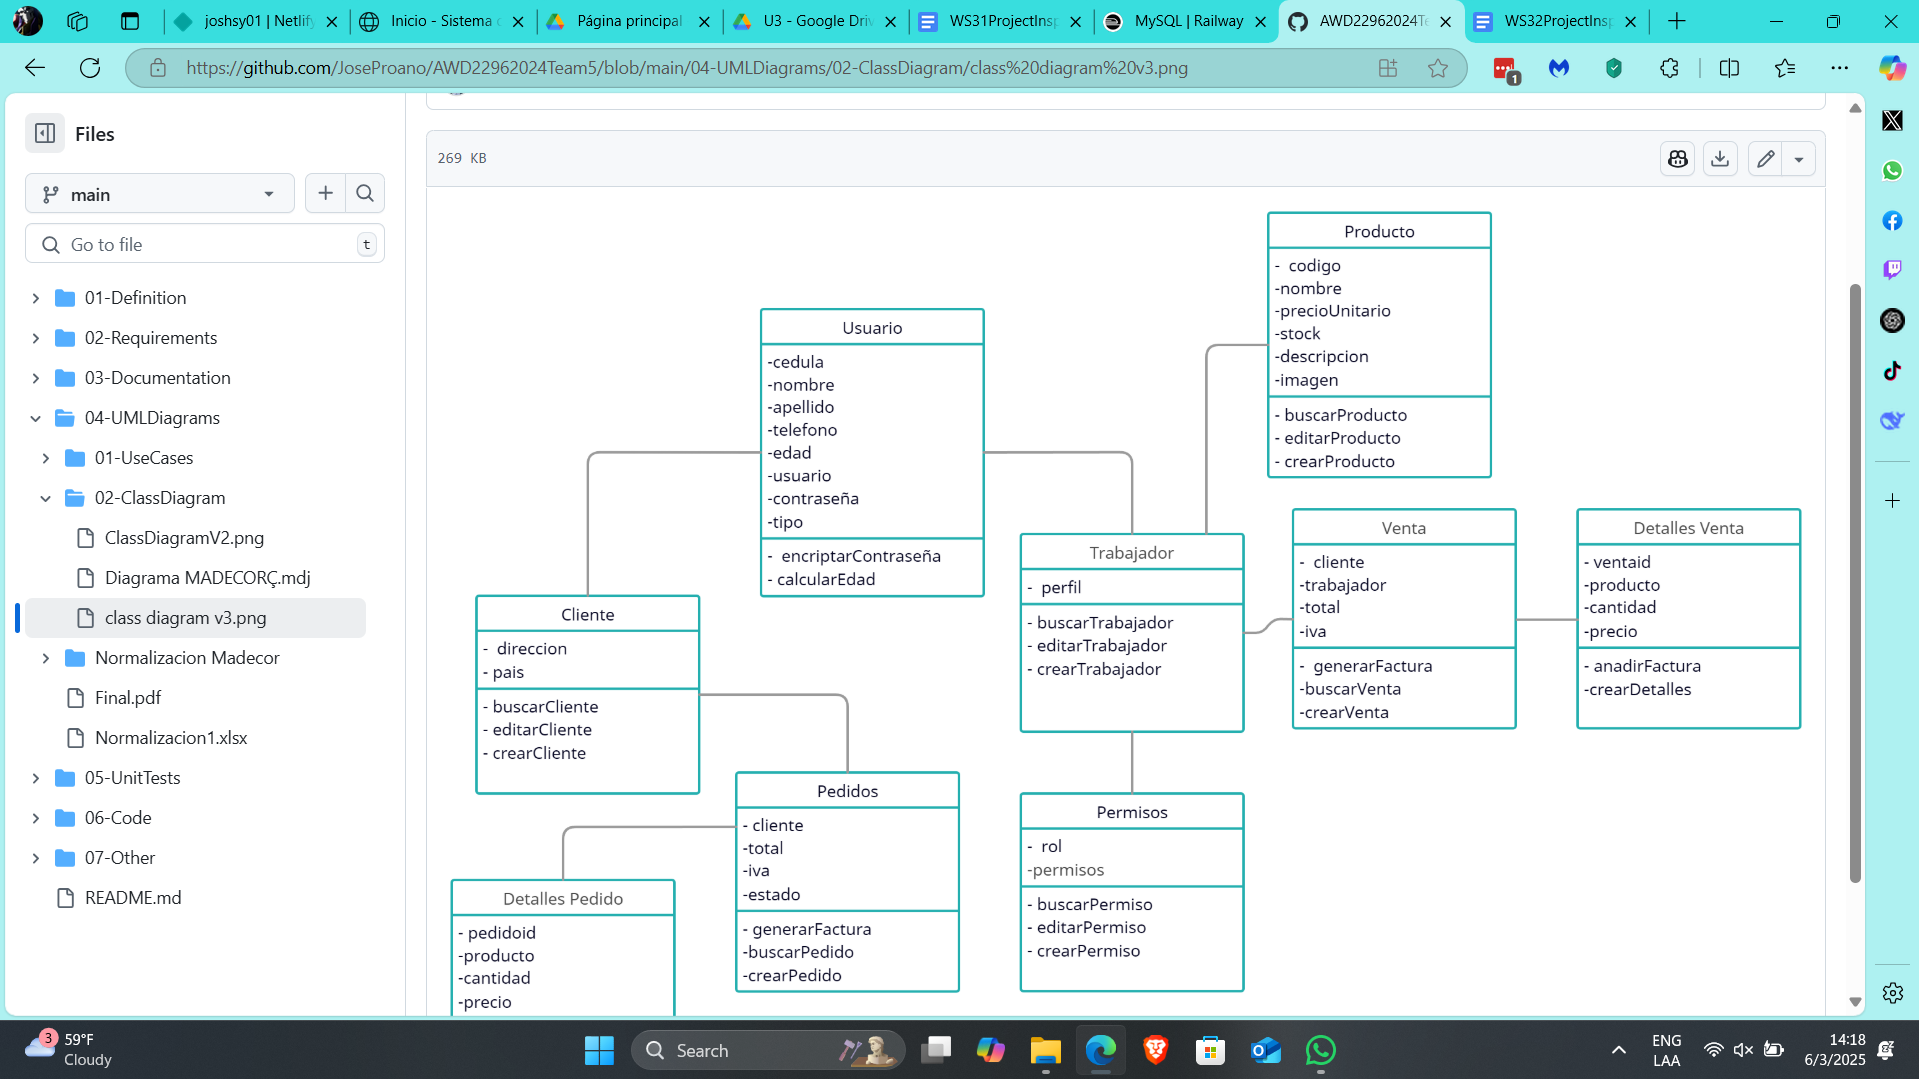 joshsy01 | Netlify
Inicio - Sistema
Página principal
U3 - Google Driv
WS31ProjectInsp
MySQL | Railway
AWD22962024Te
WS32ProjectInsp
https://github.com/JoseProano/AWD22962024Team5/blob/main/04-UMLDiagrams/02-ClassDiagram/class%20diagram%20v3.png
1
Files
main
Go to file
t
01-Definition
02-Requirements
03-Documentation
04-UMLDiagrams
01-UseCases
02-ClassDiagram
ClassDiagramV2.png
Diagrama MADECORÇ.mdj
class diagram v3.png
Normalizacion Madecor
Final.pdf
Normalizacion1.xlsx
05-UnitTests
06-Code
07-Other
README.md
269 KB
Producto
- codigo
-nombre
-precioUnitario
-stock
-descripcion
-imagen
- buscarProducto
- editarProducto
- crearProducto
Usuario
-cedula
-nombre
-apellido
-telefono
-edad
-usuario
-contraseña
-tipo
- encriptarContraseña
- calcularEdad
Trabajador
- perfil
- buscarTrabajador
- editarTrabajador
- crearTrabajador
Venta
- cliente
-trabajador
-total
-iva
- generarFactura
-buscarVenta
-crearVenta
Detalles Venta
- ventaid
-producto
-cantidad
-precio
- anadirFactura
-crearDetalles
Cliente
- direccion
- pais
- buscarCliente
- editarCliente
- crearCliente
Pedidos
- cliente
-total
-iva
-estado
- generarFactura
-buscarPedido
-crearPedido
Permisos
- rol
-permisos
- buscarPermiso
- editarPermiso
- crearPermiso
Detalles Pedido
- pedidoid
-producto
-cantidad
-precio
3
59°F
Cloudy
Search
ENG
LAA
14:18
6/3/2025